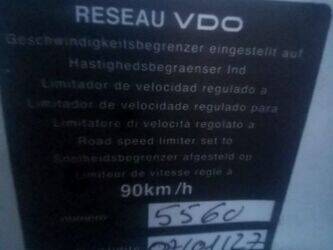 RESEAU VDO
Geschwindigkeitsbegrenzer eingestellt auf
Hastighedsbegraenser Ind
Limitador de velocidad regulado a
Limitador de velocidade regulado para
Limitatore di velocità regolato a
Road speed limiter set to
Snelheidsbegrenzer afgesteld op
Limiteur de vitesse réglé à
90km/h
numéro 5560